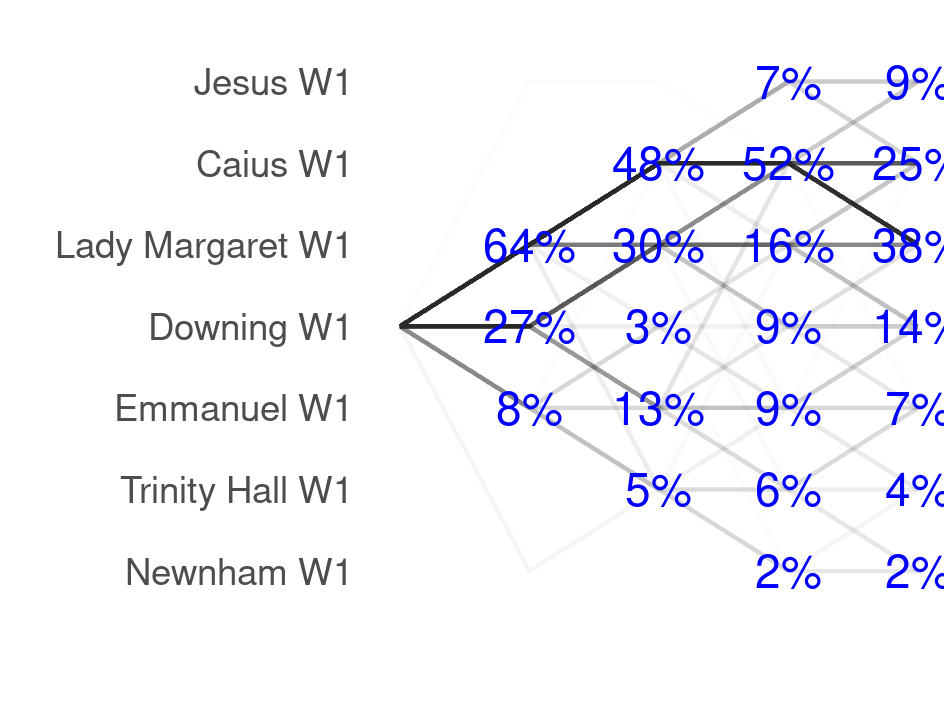 Jesus W1 7% 9%
Caius W1 48% 52% 25%
Lady Margaret W1 64% 30% 16% 38%
Downing W1 27% 3% 9% 14%
Emmanuel W1 8% 13% 9% 7%
Trinity Hall W1 5% 6% 4%
Newnham W1 2% 2%